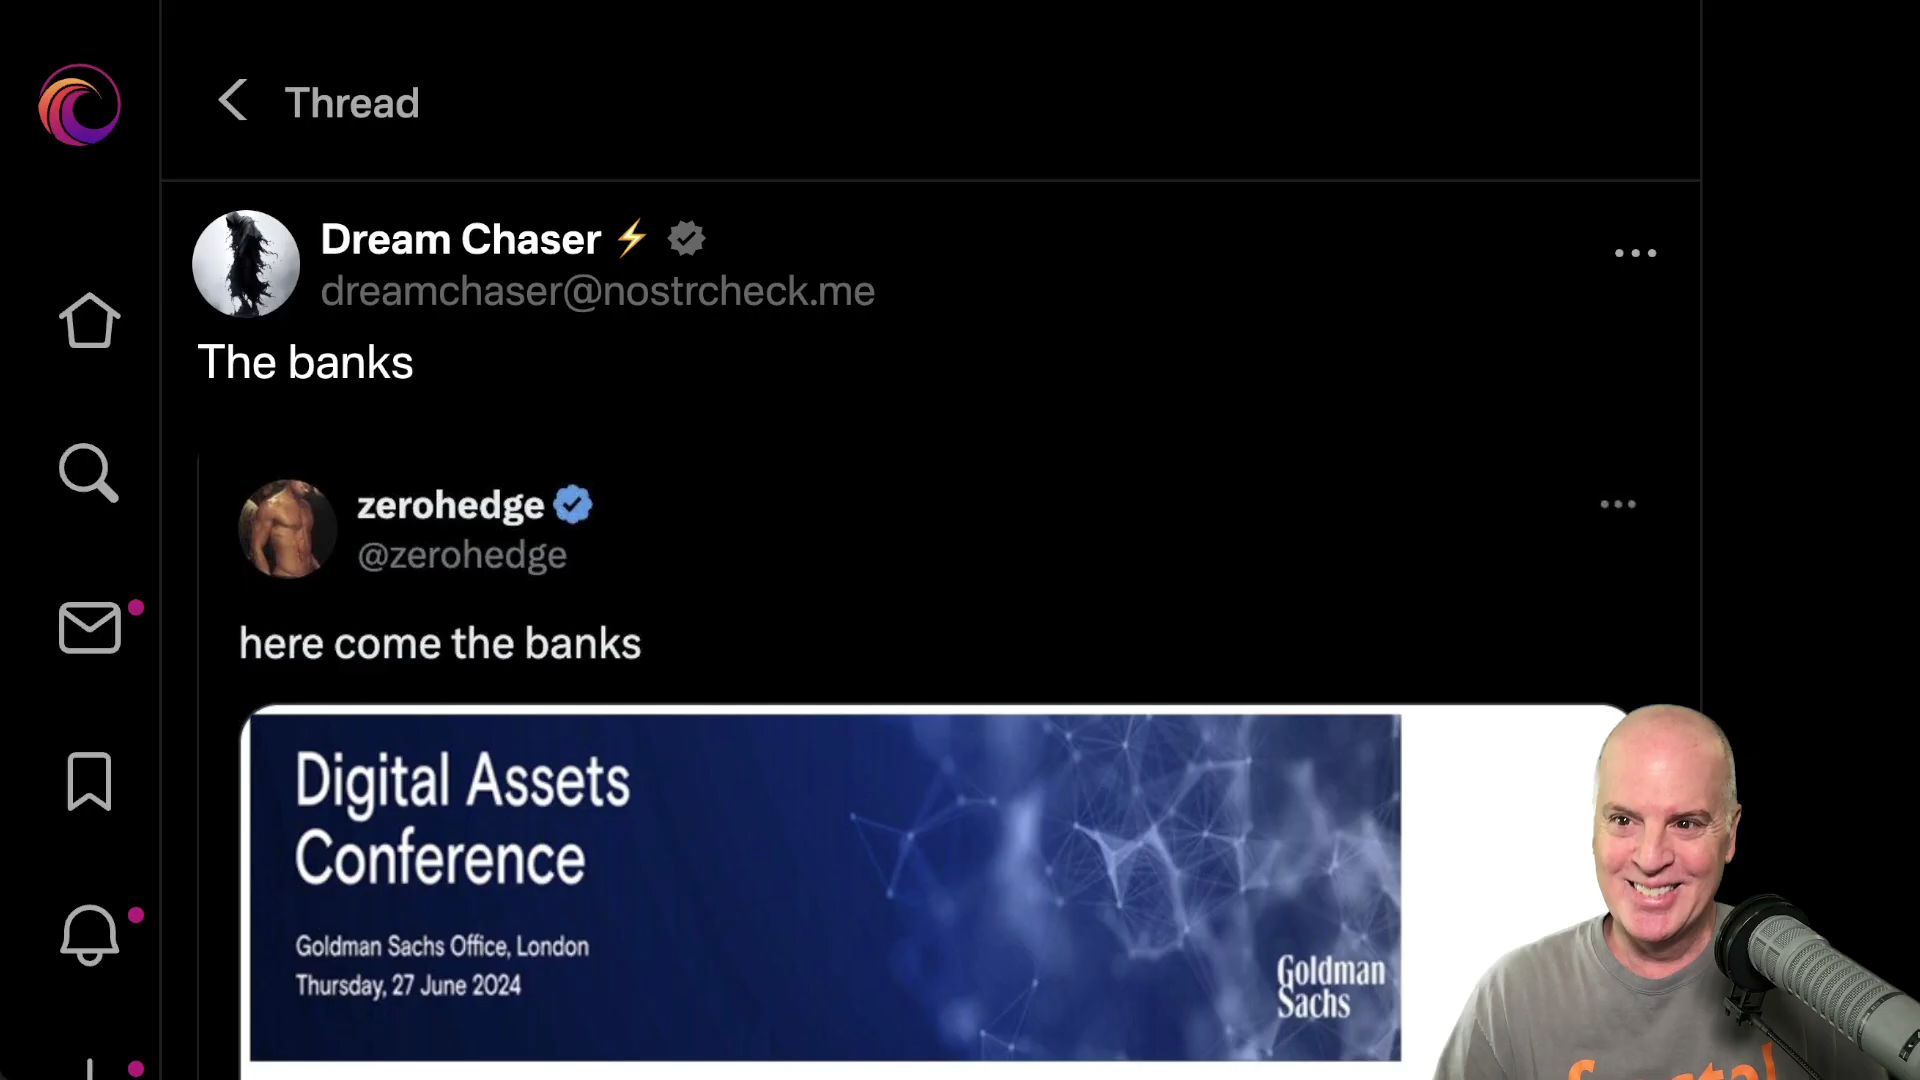 Thread
Dream Chaser
dreamchaser@nostrcheck.me
The banks
zerohedge
@zerohedge
here come the banks
Digital Assets
Conference
Goldman Sachs Office, London
Thursday, 27 June 2024
Goldman
Sachs